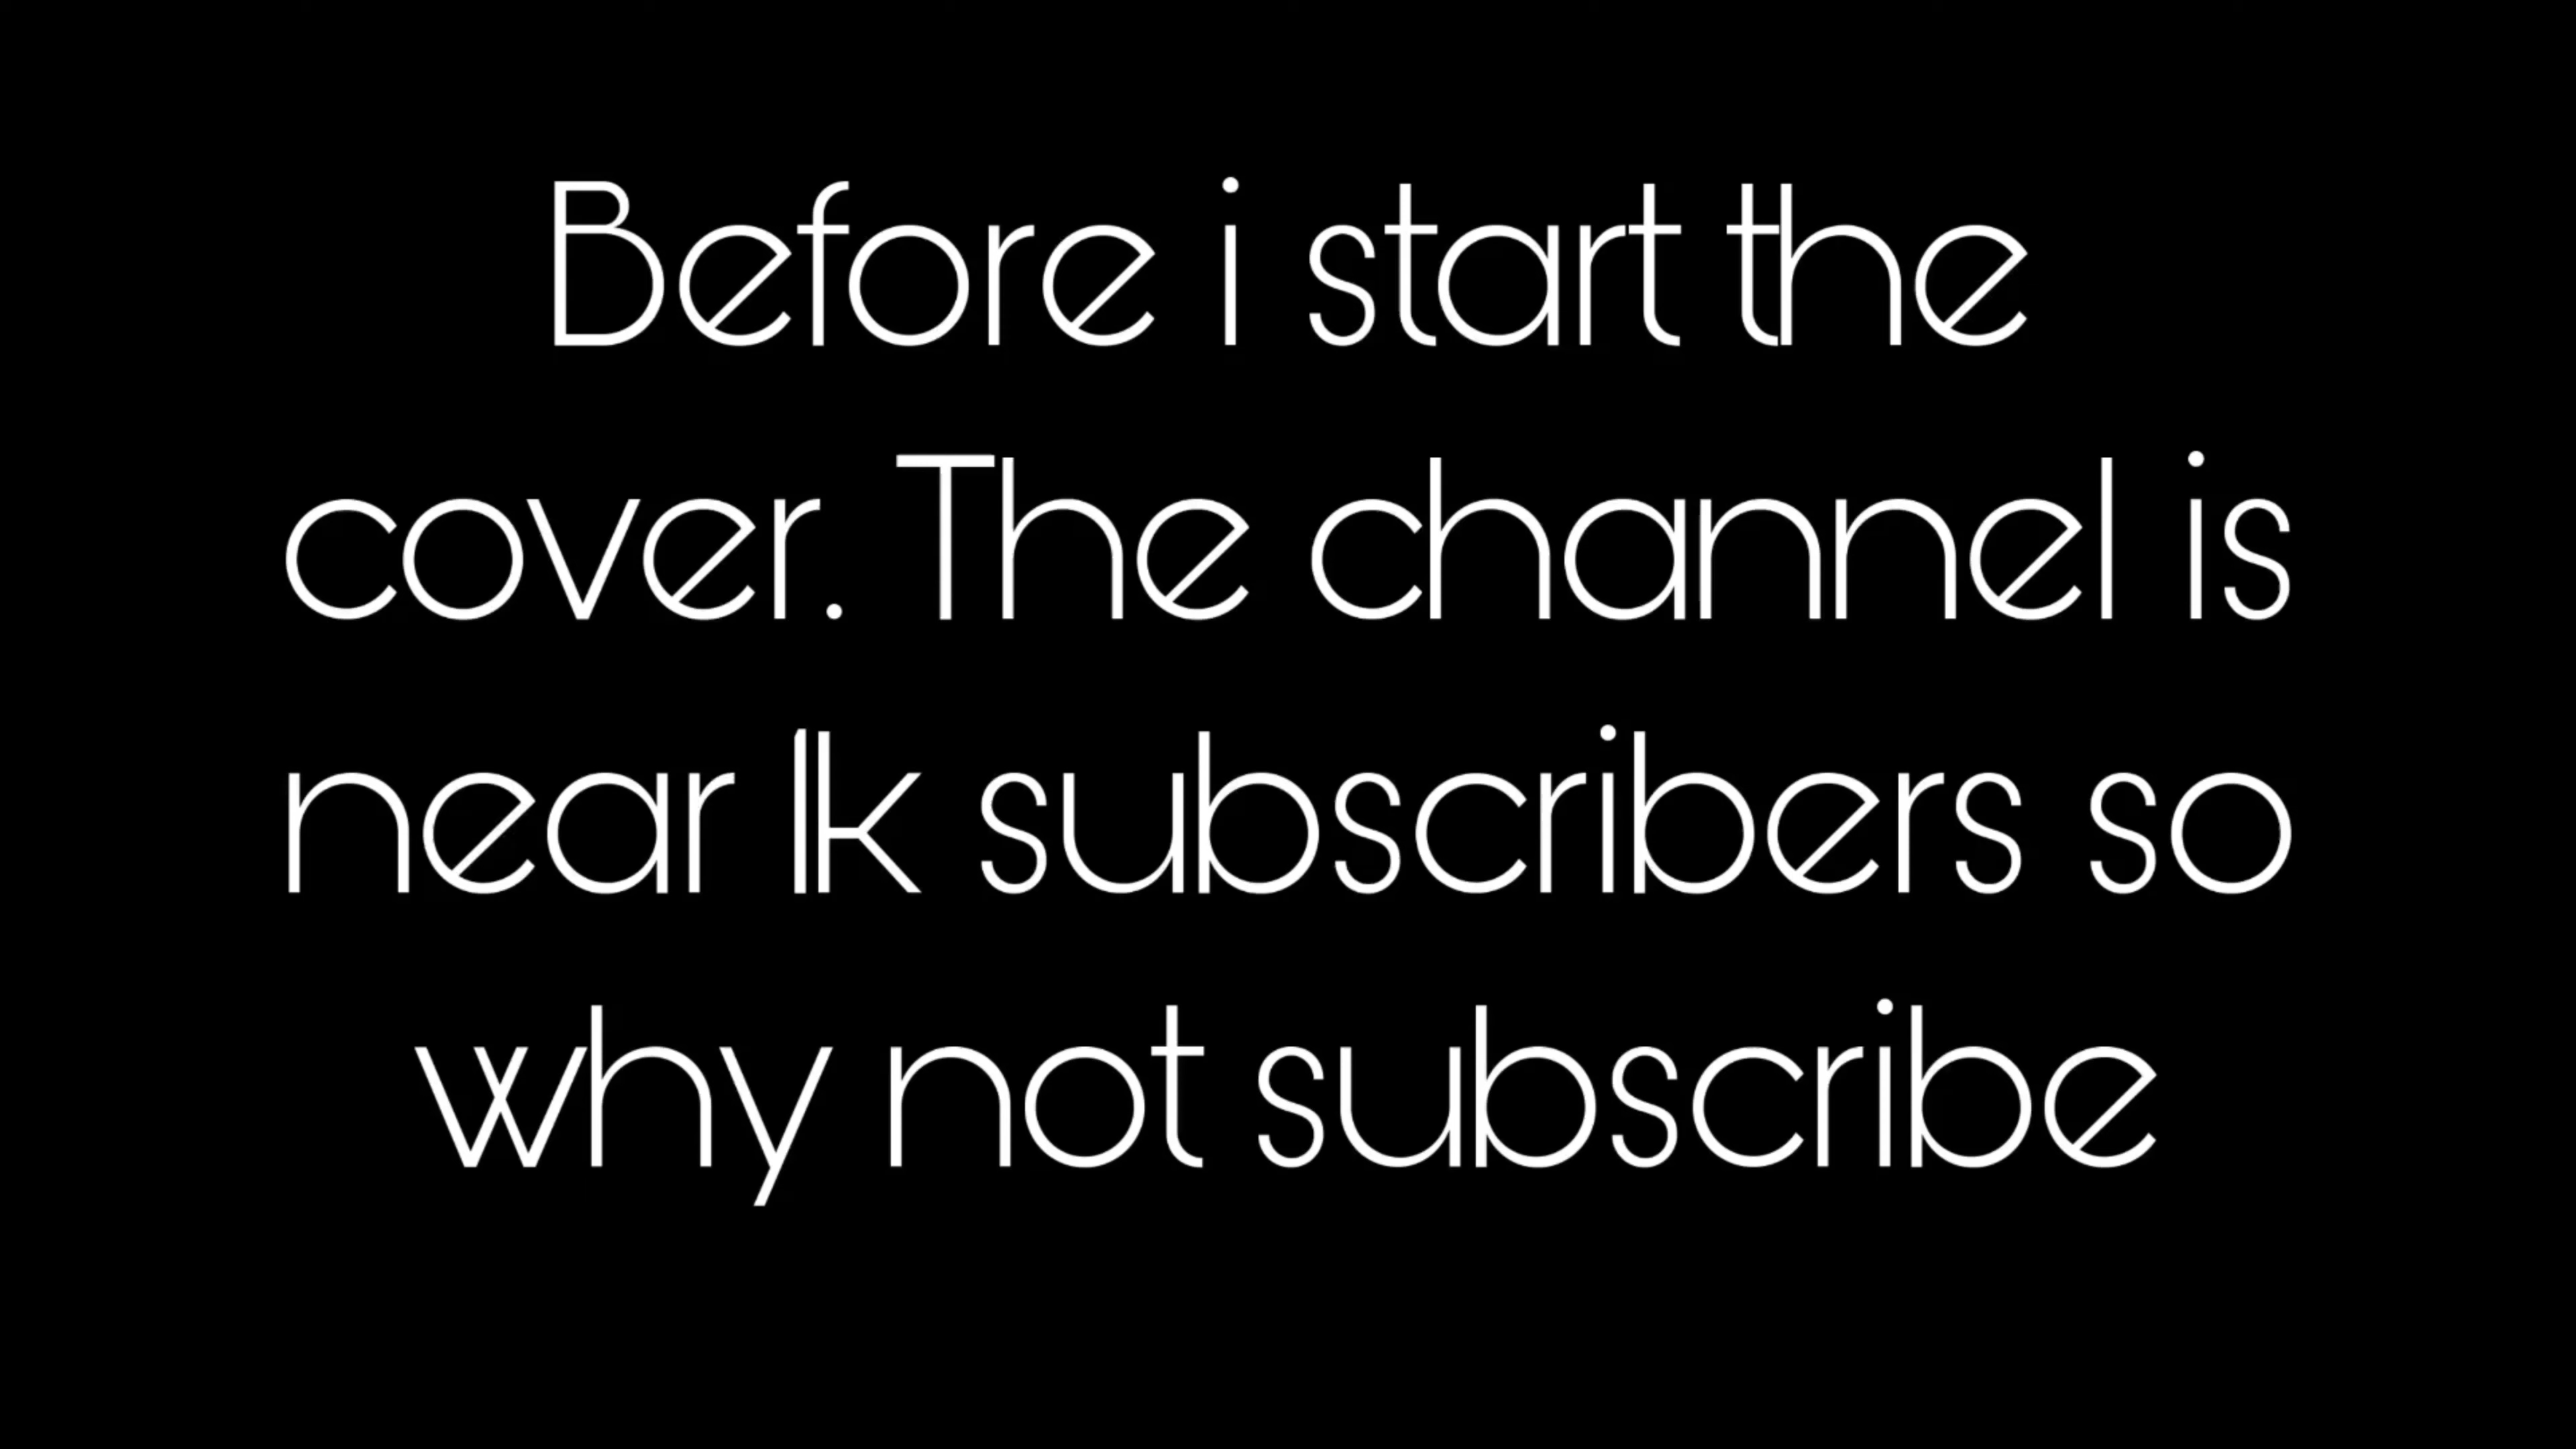 Before i start the
cover. The channel is
near 1k subscribers so
why not subscribe